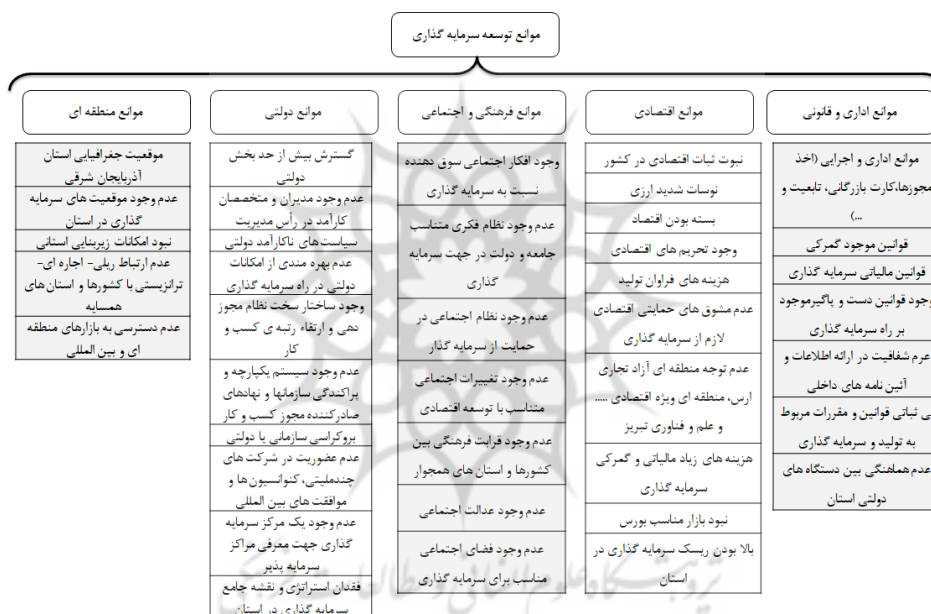 موانع توسعه سرمایه گذاری
موانع اداری و قانونی
موانع اداری و اجرایی (اخذ
مجوزها،کارت بازرگانی، تابعیت و
...)
قوانین موجود گمرکی
قوانین مالیاتی سرمایه گذاری
وجود قوانین دست و پاگیرموجود
بر راه سرمایه گذاری
عرم شفافیت در ارائه اطلاعات و
آئین نامه های داخلی
بی ثباتی قوانین و مقررات مربوط
به تولید و سرمایه گذاری
عدم هماهنگی بین دستگاه های
دولتی استان
موانع اقتصادی
نبوت ثبات اقتصادی در کشور
نوسات شدید ارزی
بسته بودن اقتصاد
وجود تحریم های اقتصادی
هزینه های فراوان تولید
عدم مشوق های حمایتی اقتصادی
لازم از سرمایه گذاری
عدم توجه منطقه ای آزاد تجاری
ارس، منطقه ای ویژه اقتصادی .....
و علم و فناوری تبریز
هزینه های زیاد مالیاتی و گمرکی
سرمایه گذاری
نبود بازار مناسب بورس
بالا بودن ریسک سرمایه گذاری در
استان
موانع فرهنگی و اجتماعی
وجود افکار اجتماعی سوق دهنده
نسبت به سرمایه گذاری
عدم وجود نظام فکری متناسب
جامعه و دولت در جهت سرمایه
گذاری
عدم وجود نظام اجتماعی در
حمایت از سرمایه گذار
عدم وجود تغییرات اجتماعی
متناسب با توسعه اقتصادی
عدم وجود قرابت فرهنگی بین
کشورها و استان های همجوار
عدم وجود عدالت اجتماعی
عدم وجود فضای اجتماعی
مناسب برای سرمایه گذاری
موانع دولتی
گسترش بیش از حد بخش
دولتی
عدم وجود مدیران و متخصصان
کارآمد در رأس مدیریت
سیاست های ناکارآمد دولتی
عدم بهره مندی از امکانات
دولتی در راه سرمایه گذاری
وجود ساختار سخت نظام مجوز
دهی و ارتقاء رتبه ی کسب و
کار
عدم وجود سیستم یکپارچه و
پراکندگی سازمانها و نهادهای
صادرکننده مجوز کسب و کار
بروکراسی سازمانی یا دولتی
عدم عضوریت در شرکت های
چندملیتی، کنوانسیون ها و
موافقت های بین المللی
عدم وجود یک مرکز سرمایه
گذاری جهت معرفی مراکز
سرمایه پذیر
فقدان استراتژی و نقشه جامع
سرمایه گذاری در استان
موانع منطقه ای
موقعیت جغرافیایی استان
آذربایجان شرقی
عدم وجود موقعیت های سرمایه
گذاری در استان
نبود امکانات زیربنایی استانی
عدم ارتباط ریلی- اجاره ای-
ترانزیستی با کشورها و استان های
همسایه
عدم دسترسی به بازارهای منطقه
ای و بین المللی
پژوهشگاه علوم انسانی و مطالعات فرهنگی